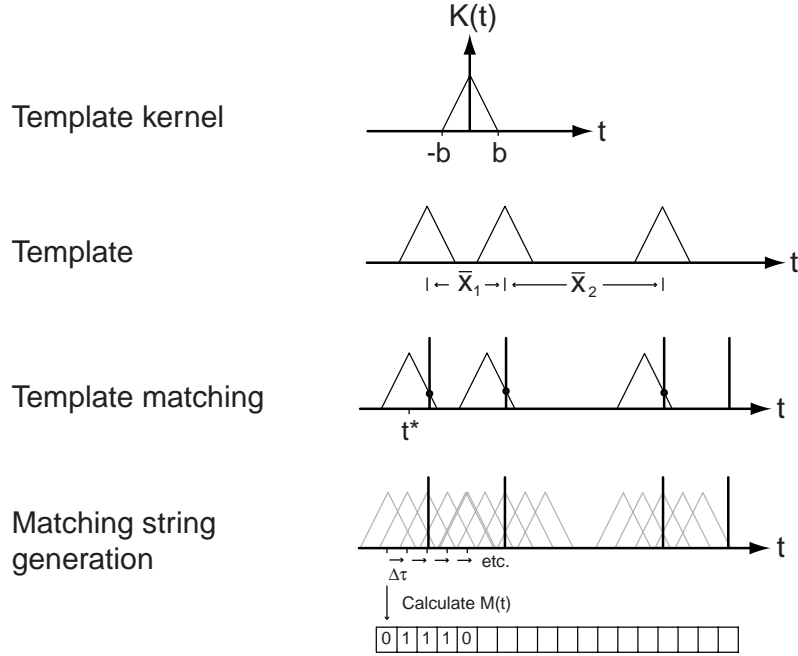 K(t)
Template kernel
t
-b b
Template
t
x̄₁ x̄₂
Template matching
t
t*
Matching string
generation
t
Δτ etc.
Calculate M(t)
0 1 1 1 0